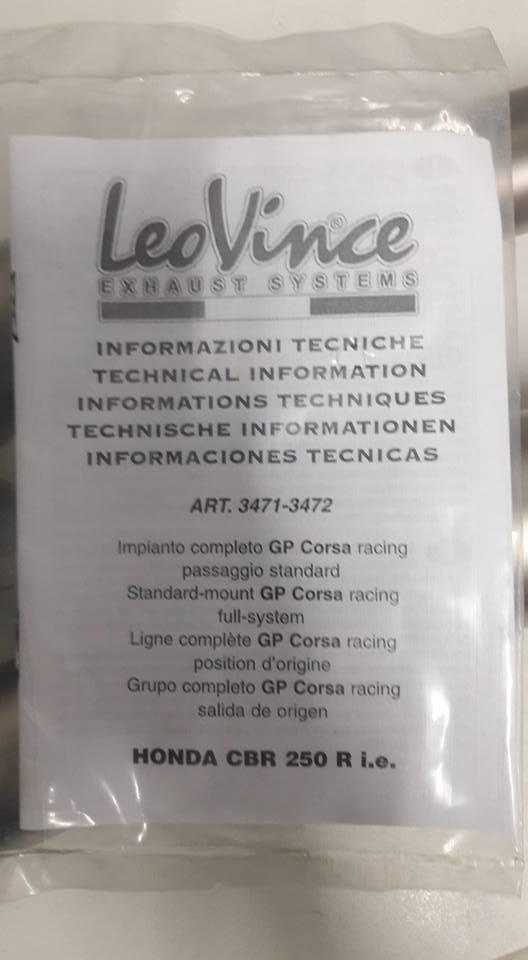 LeoVince®
EXHAUST SYSTEMS
INFORMAZIONI TECNICHE
TECHNICAL INFORMATION
INFORMATIONS TECHNIQUES
TECHNISCHE INFORMATIONEN
INFORMACIONES TECNICAS
ART. 3471-3472
Impianto completo GP Corsa racing
passaggio standard
Standard-mount GP Corsa racing
full-system
Ligne complète GP Corsa racing
position d'origine
Grupo completo GP Corsa racing
salida de origen
HONDA CBR 250 R i.e.